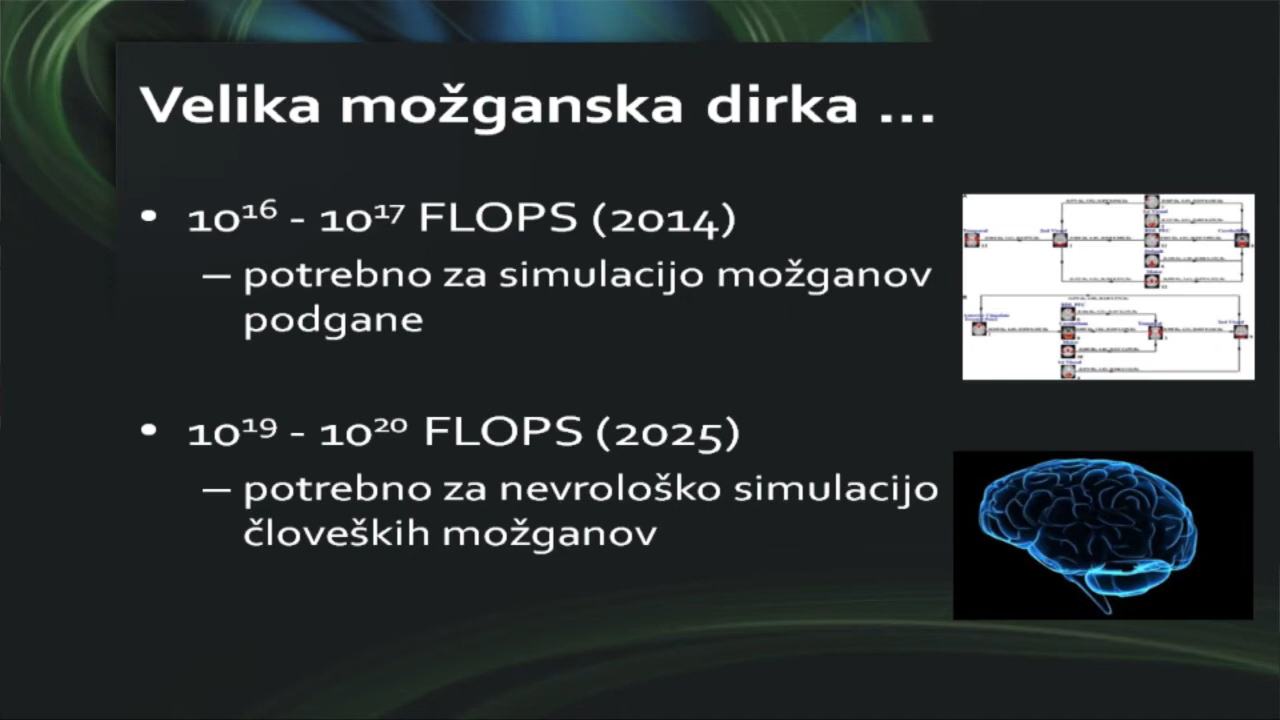 Velika možganska dirka ...
• 10¹⁶ - 10¹⁷ FLOPS (2014)
– potrebno za simulacijo možganov
podgane
• 10¹⁹ - 10²⁰ FLOPS (2025)
– potrebno za nevrološko simulacijo
človeških možganov